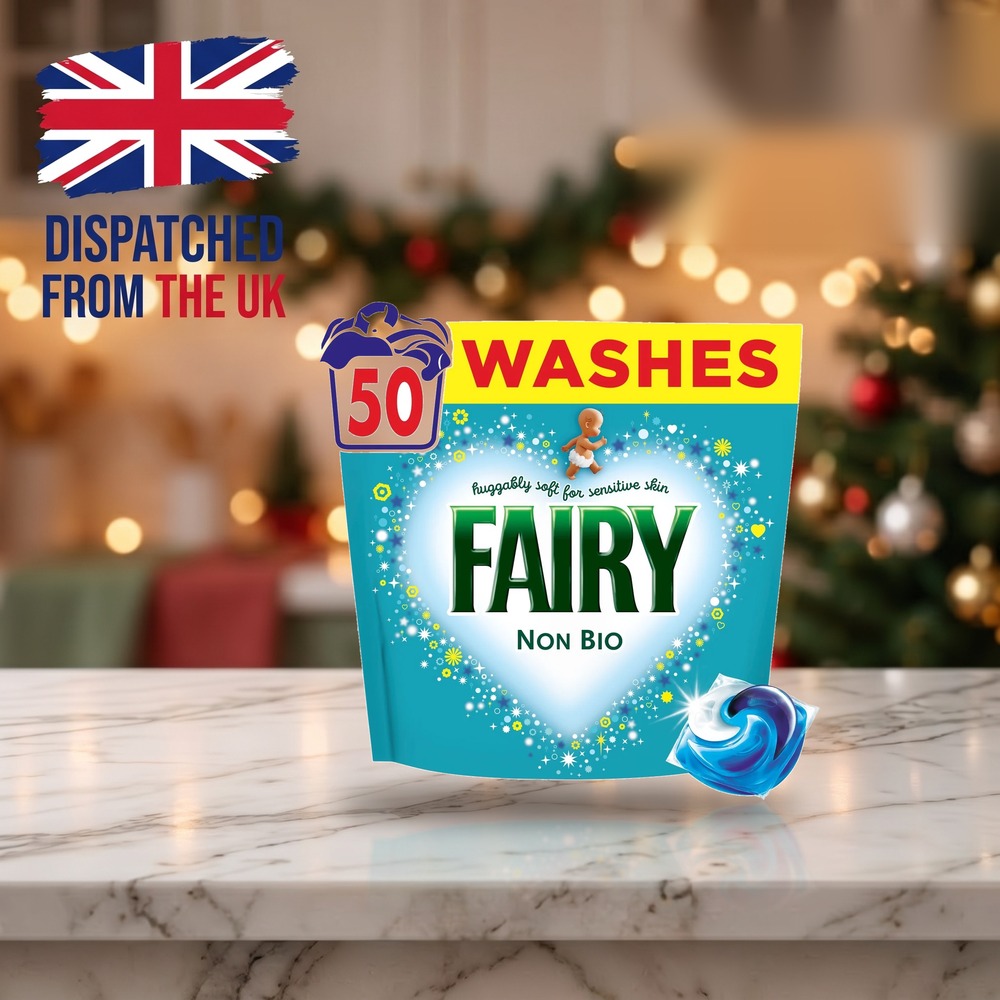 DISPATCHED
FROM THE UK
50 WASHES
huggably soft for sensitive skin
FAIRY
NON BIO